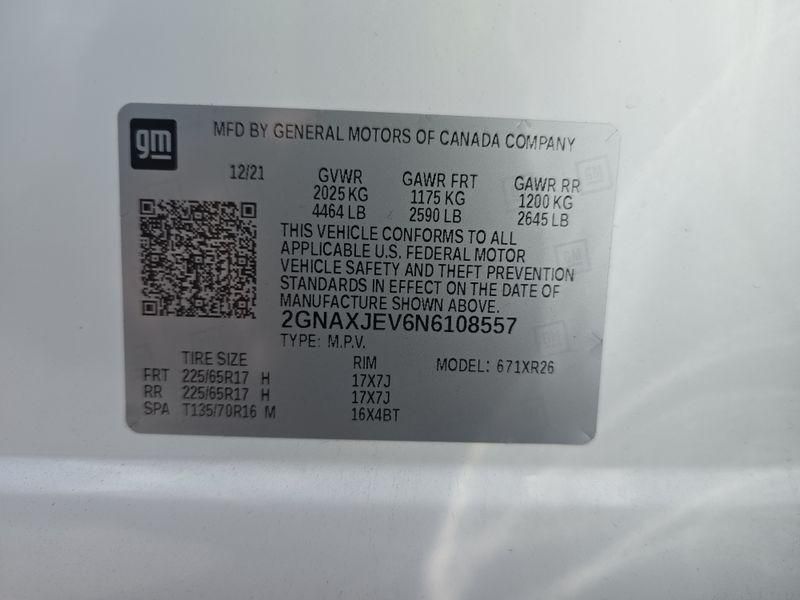 gm
MFD BY GENERAL MOTORS OF CANADA COMPANY
12/21 GVWR GAWR FRT GAWR RR
2025 KG 1175 KG 1200 KG
4464 LB 2590 LB 2645 LB
THIS VEHICLE CONFORMS TO ALL
APPLICABLE U.S. FEDERAL MOTOR
VEHICLE SAFETY AND THEFT PREVENTION
STANDARDS IN EFFECT ON THE DATE OF
MANUFACTURE SHOWN ABOVE.
2GNAXJEV6N6108557
TYPE: M.P.V.
TIRE SIZE RIM MODEL: 671XR26
FRT 225/65R17 H 17X7J
RR 225/65R17 H 17X7J
SPA T135/70R16 M 16X4BT